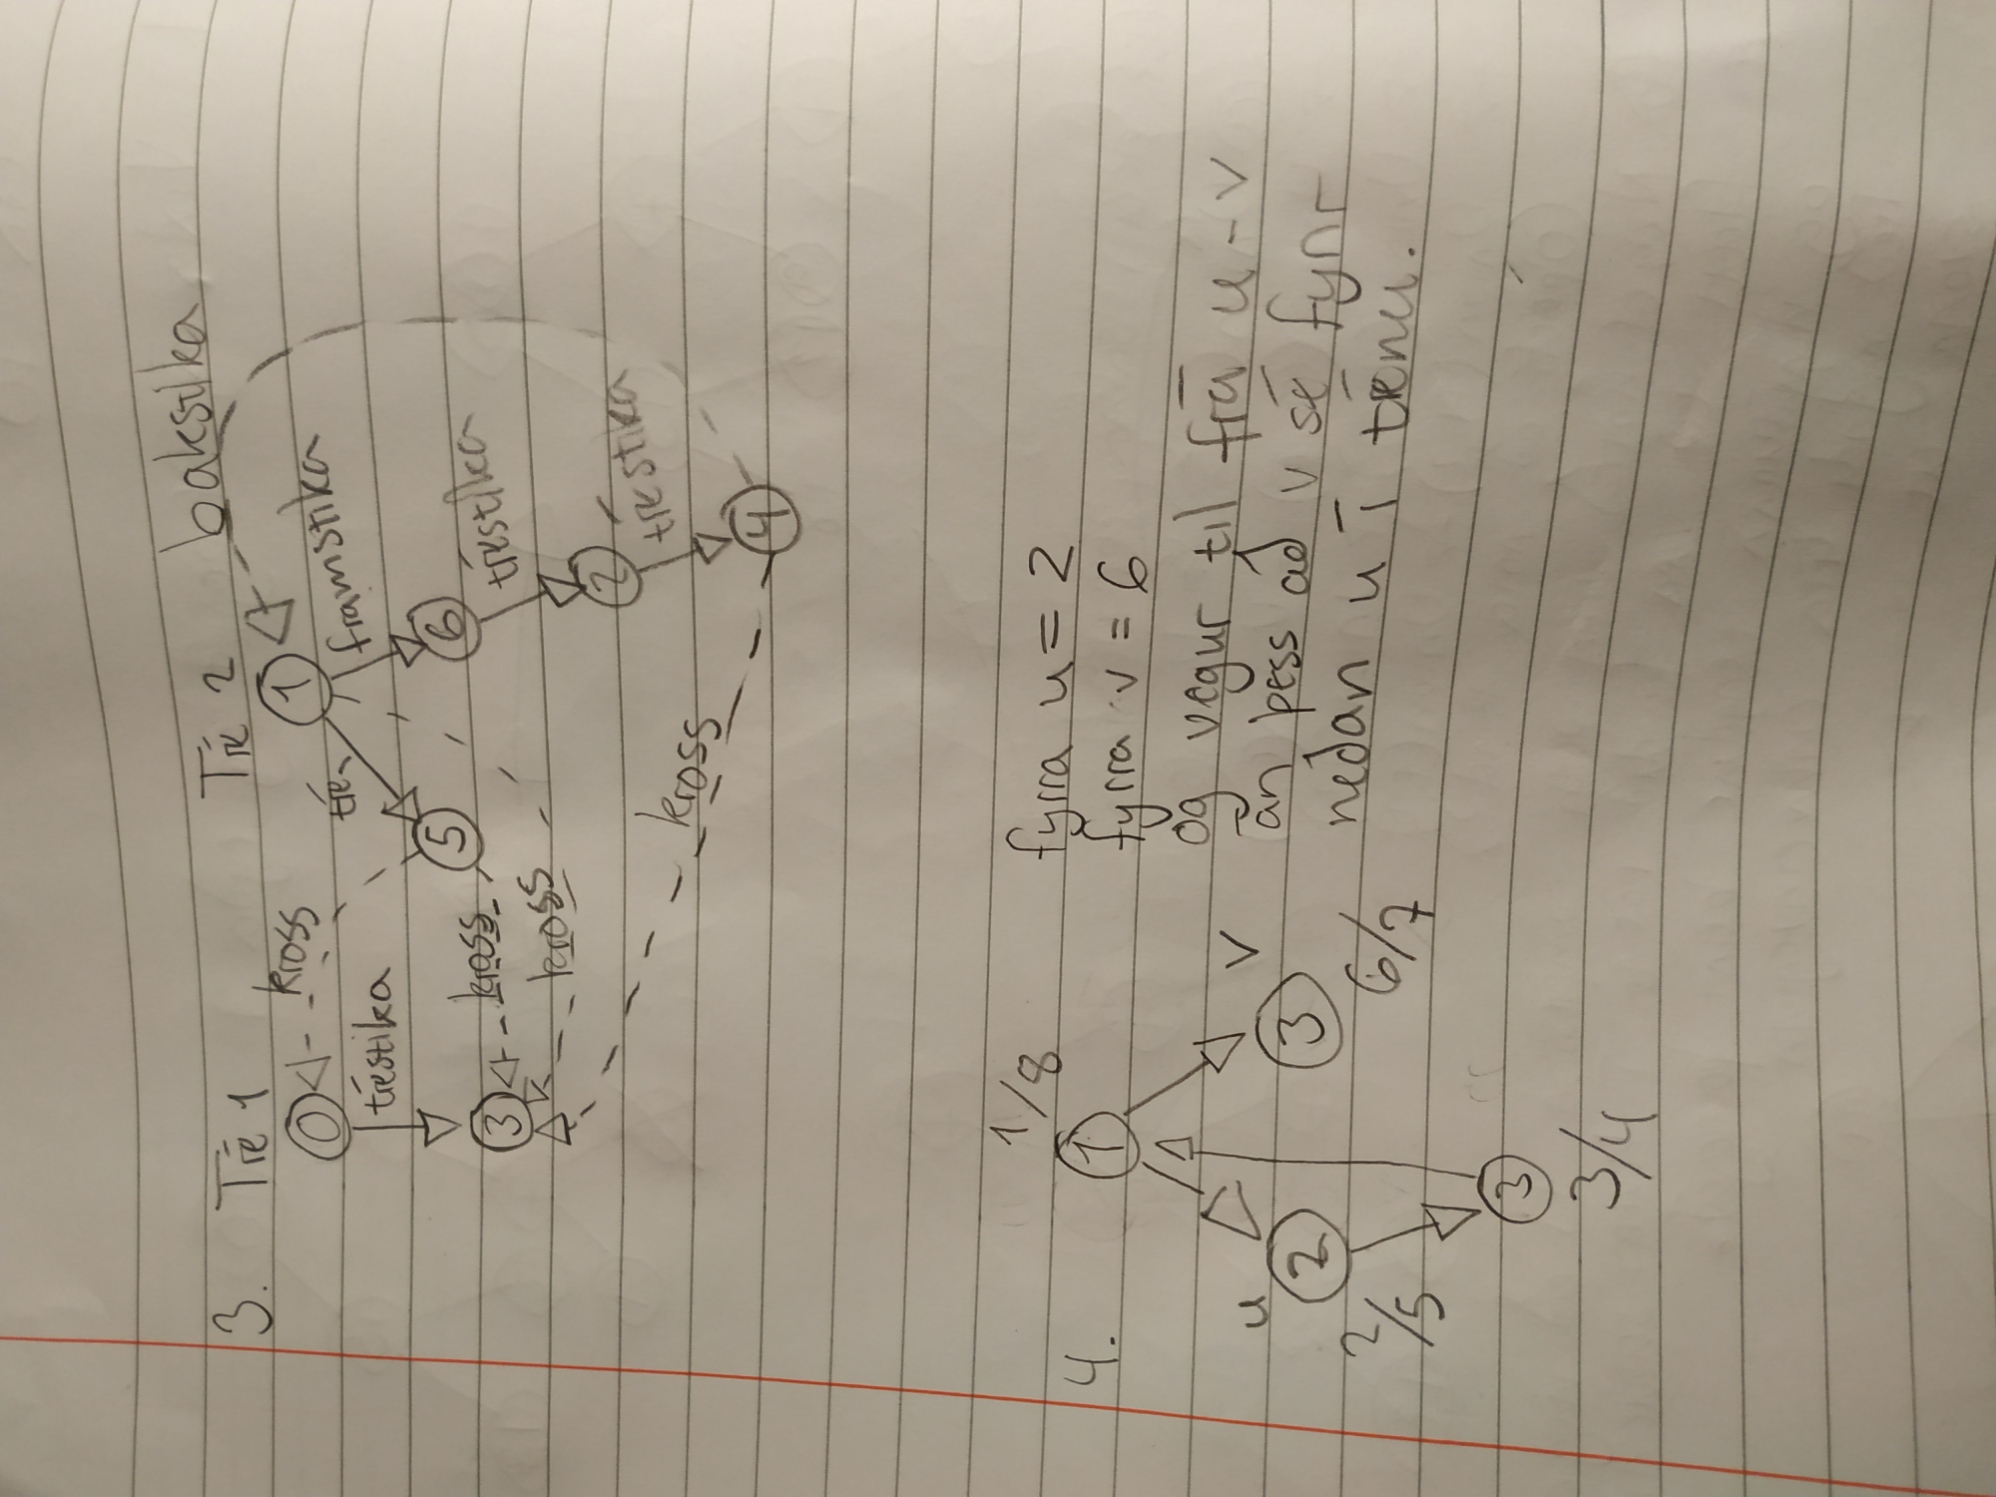 3. Tré 1 Tré 2 baksilka
0 kross 1
tré framstika
tréstika
5 6
3 kross tréstika
kross
2
tréstika
kross
4
1/8
4. 1 fyrra u = 2
fyrra v = 6
og vegur til frá u - v
u v án þess að v sé fyrir
2 3 neðan u í trénu.
2/5 6/7
3
3/4